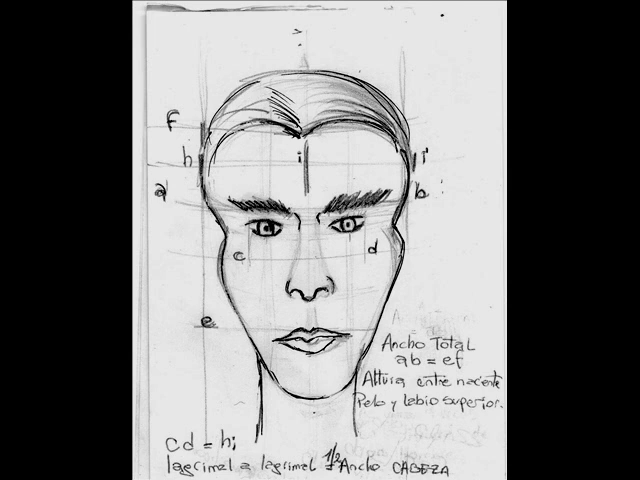 f
h
i
i
a
b
c
d
e
Ancho Total
ab = ef
Altura entre naciente
Pelo y labio superior.
cd = hi
lagrimal a lagrimal = 1/2 Ancho CABEZA